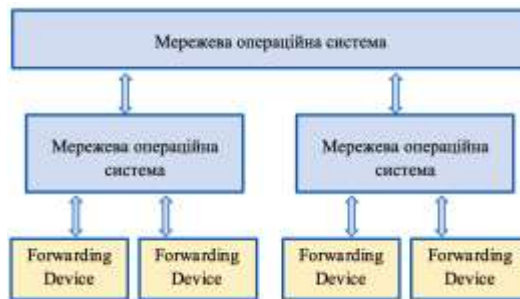 Мережева операційна система
Мережева операційна
система
Мережева операційна
система
Forwarding
Device
Forwarding
Device
Forwarding
Device
Forwarding
Device